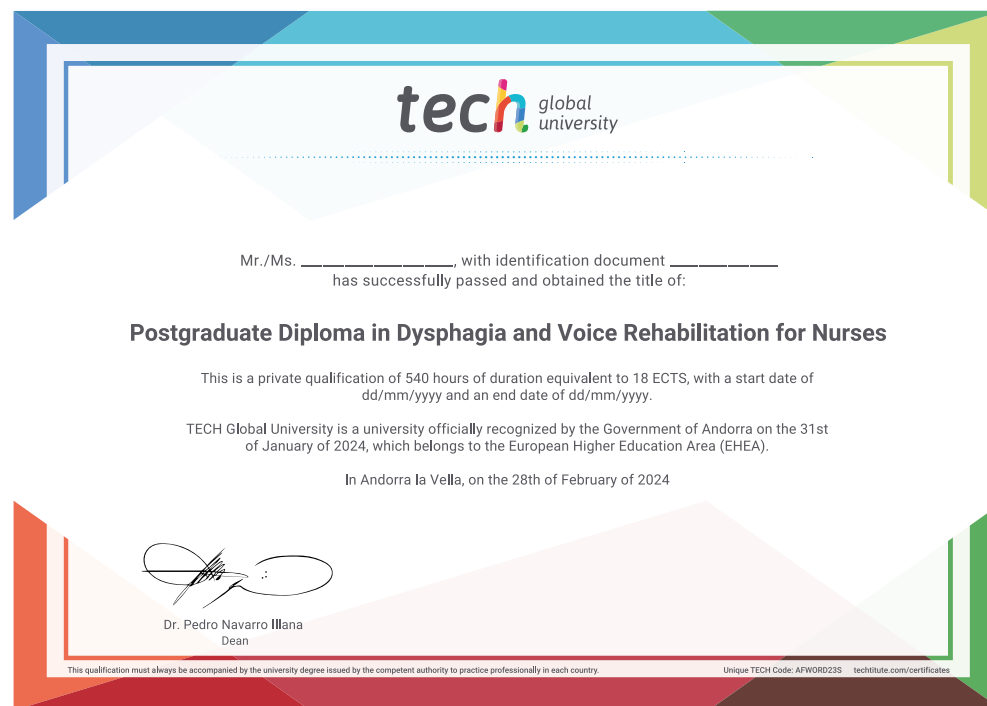 tech global university
Mr./Ms. _______________, with identification document ___________
has successfully passed and obtained the title of:
Postgraduate Diploma in Dysphagia and Voice Rehabilitation for Nurses
This is a private qualification of 540 hours of duration equivalent to 18 ECTS, with a start date of
dd/mm/yyyy and an end date of dd/mm/yyyy.
TECH Global University is a university officially recognized by the Government of Andorra on the 31st
of January of 2024, which belongs to the European Higher Education Area (EHEA).
In Andorra la Vella, on the 28th of February of 2024
Dr. Pedro Navarro Illana
Dean
This qualification must always be accompanied by the university degree issued by the competent authority to practice professionally in each country.
Unique TECH Code: AFWORD23S techtitute.com/certificates